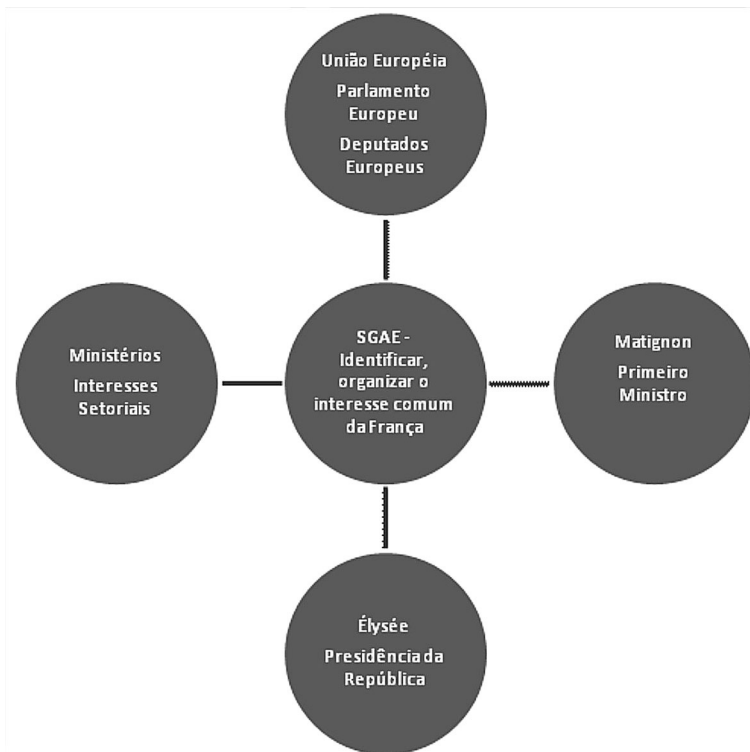 União Européia
Parlamento
Europeu
Deputados
Europeus
Ministérios
Interesses
Setoriais
SGAE -
Identificar,
organizar o
interesse comum
da França
Matignon
Primeiro
Ministro
Élysée
Presidência da
República